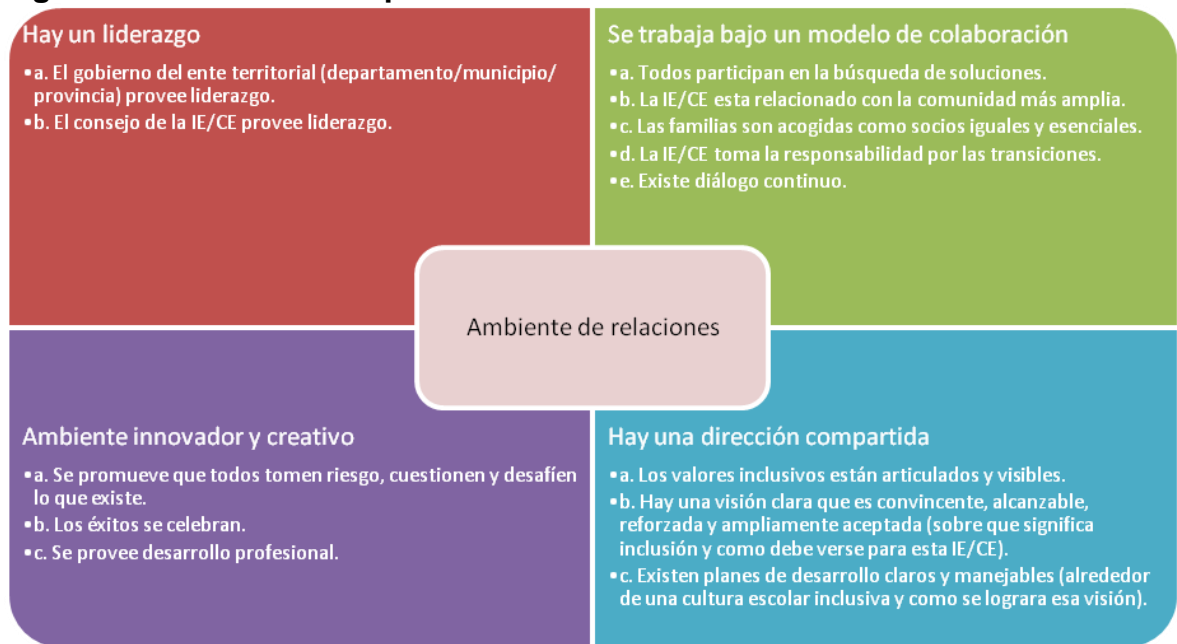 Hay un liderazgo
•a. El gobierno del ente territorial (departamento/municipio/
provincia) provee liderazgo.
•b. El consejo de la IE/CE provee liderazgo.
Se trabaja bajo un modelo de colaboración
•a. Todos participan en la búsqueda de soluciones.
•b. La IE/CE esta relacionado con la comunidad más amplia.
•c. Las familias son acogidas como socios iguales y esenciales.
•d. La IE/CE toma la responsabilidad por las transiciones.
•e. Existe diálogo continuo.
Ambiente de relaciones
Ambiente innovador y creativo
•a. Se promueve que todos tomen riesgo, cuestionen y desafíen
lo que existe.
•b. Los éxitos se celebran.
•c. Se provee desarrollo profesional.
Hay una dirección compartida
•a. Los valores inclusivos están articulados y visibles.
•b. Hay una visión clara que es convincente, alcanzable,
reforzada y ampliamente aceptada (sobre que significa
inclusión y como debe verse para esta IE/CE).
•c. Existen planes de desarrollo claros y manejables (alrededor
de una cultura escolar inclusiva y como se lograra esa visión).